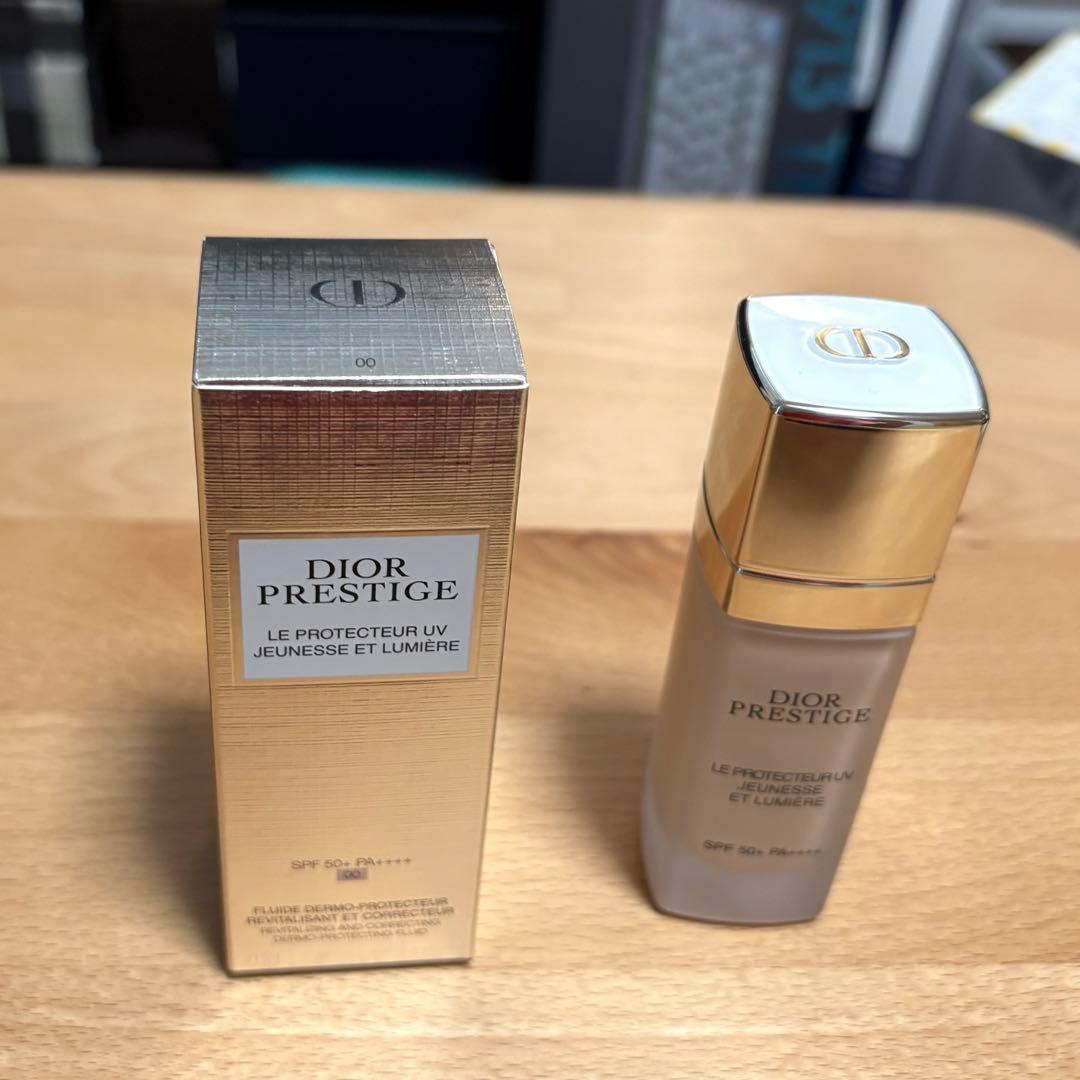 00
DIOR
PRESTIGE
LE PROTECTEUR UV
JEUNESSE ET LUMIÈRE
SPF 50+ PA++++
00
FLUIDE DERMO-PROTECTEUR
REVITALISANT ET CORRECTEUR
REVITALIZING AND CORRECTING
DERMO-PROTECTING FLUID
DIOR
PRESTIGE
LE PROTECTEUR UV
JEUNESSE
ET LUMIÈRE
SPF 50+ PA++++